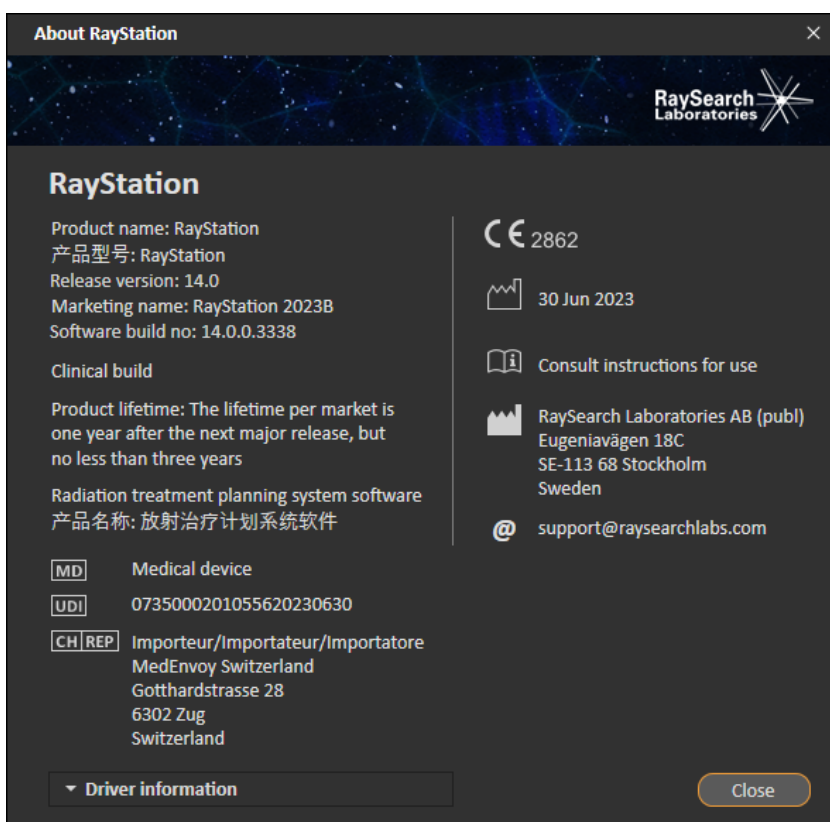 About RayStation
RaySearch
Laboratories
RayStation
Product name: RayStation
产品型号: RayStation
Release version: 14.0
Marketing name: RayStation 2023B
Software build no: 14.0.0.3338
Clinical build
Product lifetime: The lifetime per market is
one year after the next major release, but
no less than three years
Radiation treatment planning system software
产品名称: 放射治疗计划系统软件
MD Medical device
UDI 0735000201055620230630
CH REP Importeur/Importateur/Importatore
MedEnvoy Switzerland
Gotthardstrasse 28
6302 Zug
Switzerland
CE 2862
30 Jun 2023
Consult instructions for use
RaySearch Laboratories AB (publ)
Eugeniavägen 18C
SE-113 68 Stockholm
Sweden
@ support@raysearchlabs.com
Driver information
Close